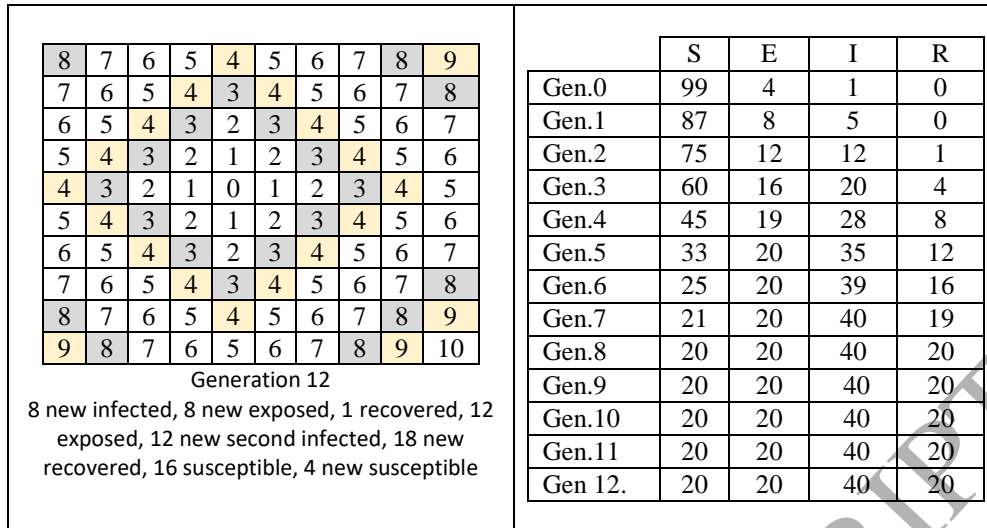 8 7 6 5 4 5 6 7 8 9
7 6 5 4 3 4 5 6 7 8
6 5 4 3 2 3 4 5 6 7
5 4 3 2 1 2 3 4 5 6
4 3 2 1 0 1 2 3 4 5
5 4 3 2 1 2 3 4 5 6
6 5 4 3 2 3 4 5 6 7
7 6 5 4 3 4 5 6 7 8
8 7 6 5 4 5 6 7 8 9
9 8 7 6 5 6 7 8 9 10
Generation 12
8 new infected, 8 new exposed, 1 recovered, 12
exposed, 12 new second infected, 18 new
recovered, 16 susceptible, 4 new susceptible
S E I R
Gen.0 99 4 1 0
Gen.1 87 8 5 0
Gen.2 75 12 12 1
Gen.3 60 16 20 4
Gen.4 45 19 28 8
Gen.5 33 20 35 12
Gen.6 25 20 39 16
Gen.7 21 20 40 19
Gen.8 20 20 40 20
Gen.9 20 20 40 20
Gen.10 20 20 40 20
Gen.11 20 20 40 20
Gen 12. 20 20 40 20